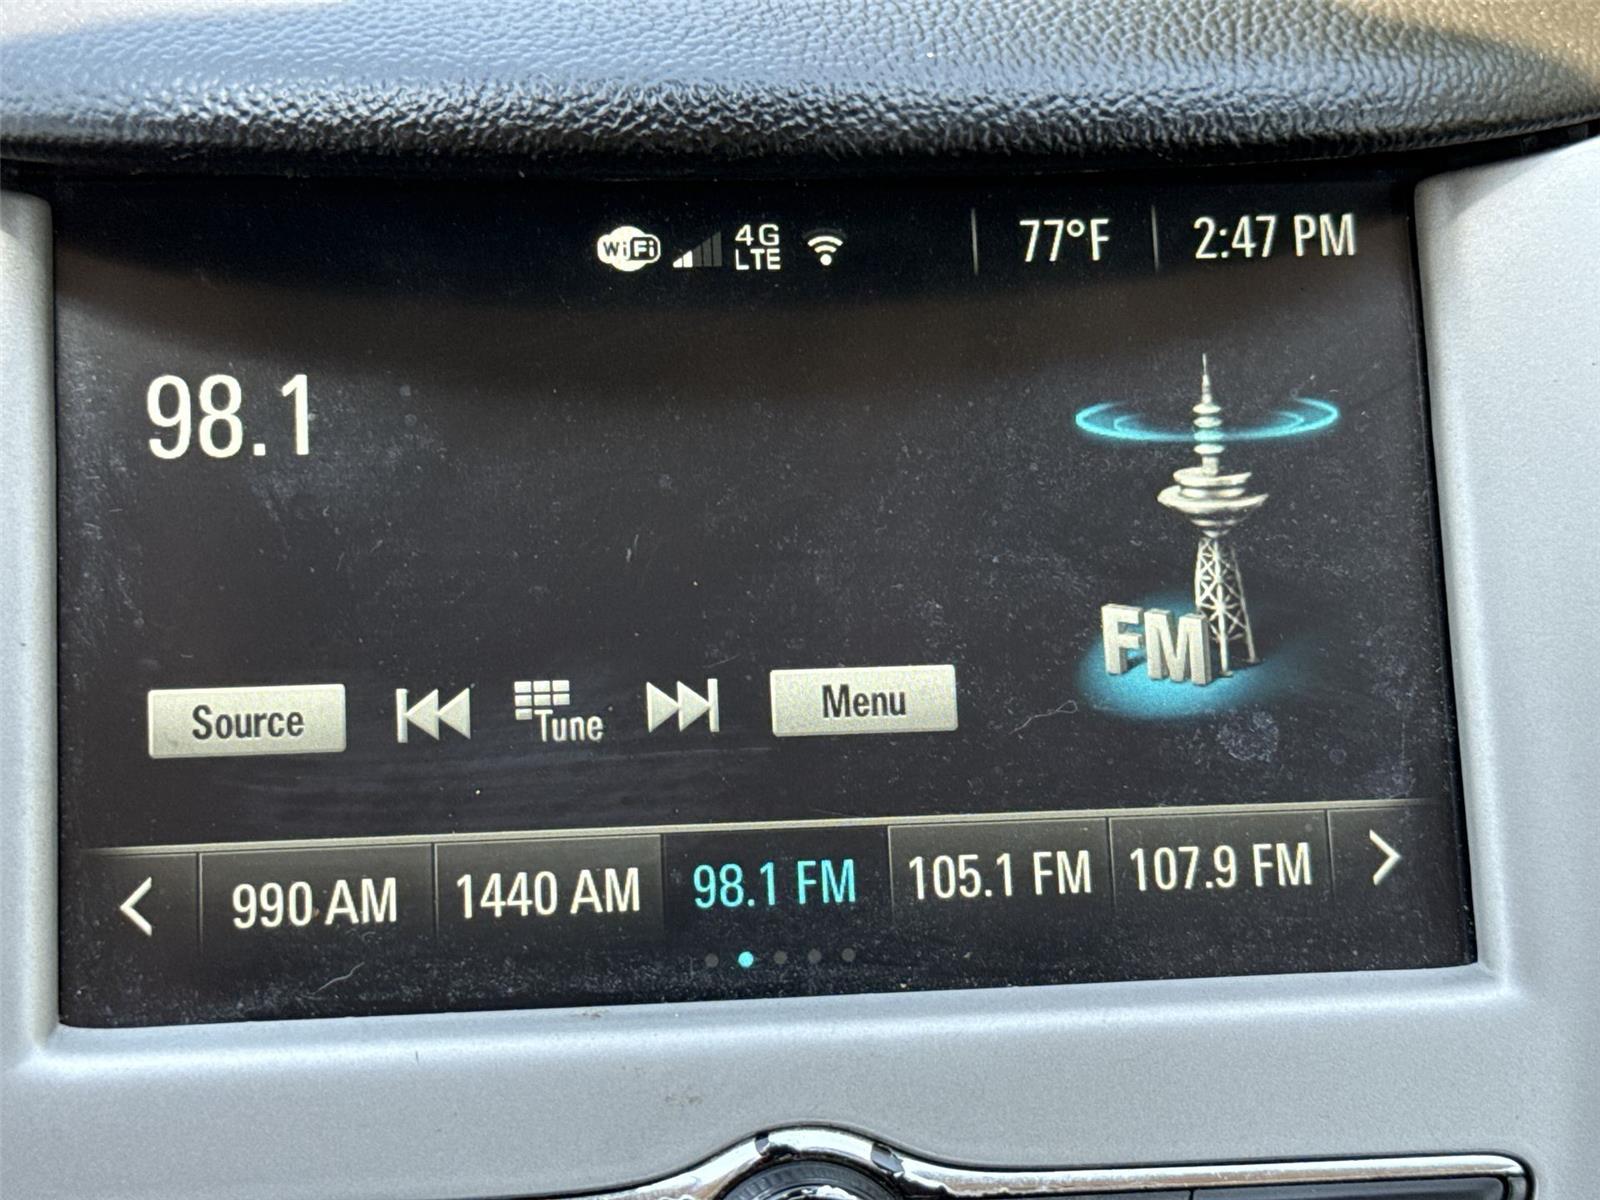 WiFi 4G LTE 77°F 2:47 PM
98.1
FM
Source Tune Menu
990 AM 1440 AM 98.1 FM 105.1 FM 107.9 FM